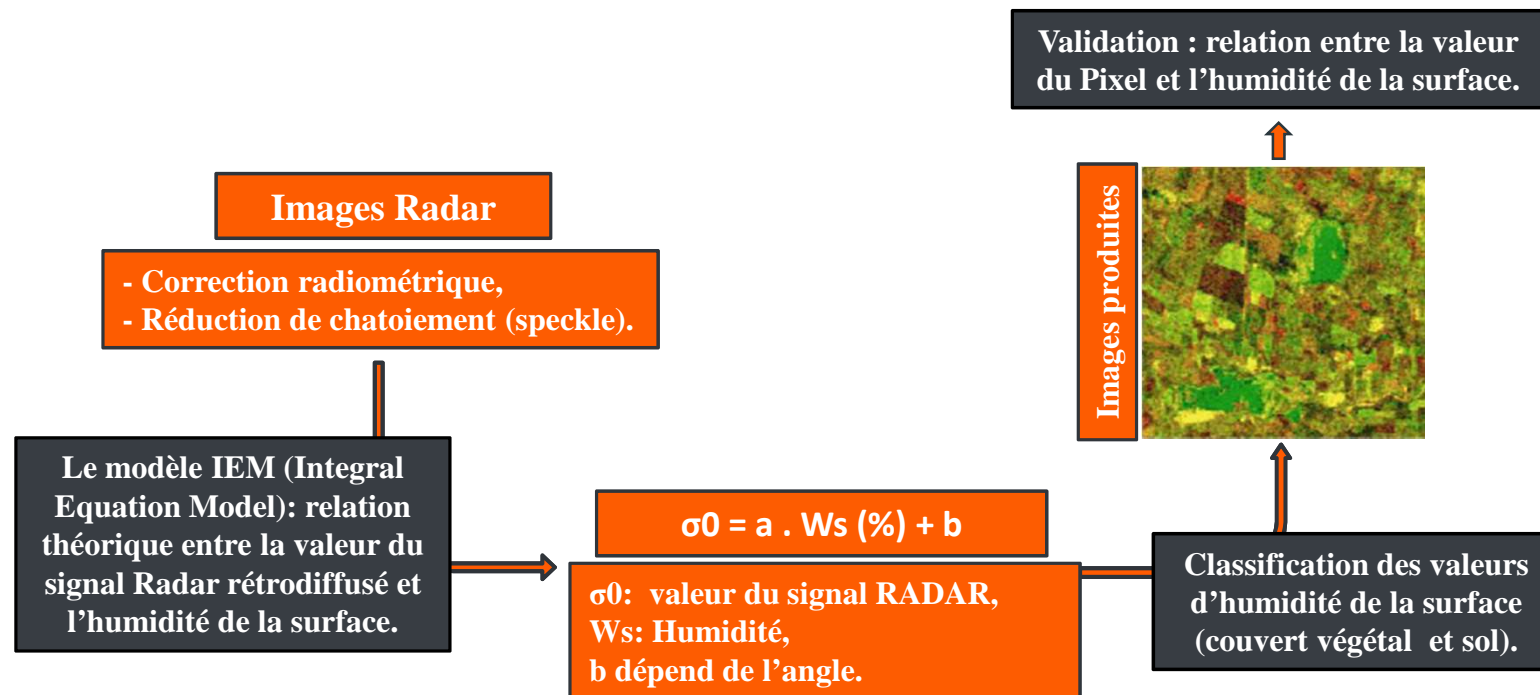 Images Radar
- Correction radiométrique,
- Réduction de chatoiement (speckle).
Le modèle IEM (Integral
Equation Model): relation
théorique entre la valeur du
signal Radar rétrodiffusé et
l’humidité de la surface.
σ0 = a . Ws (%) + b
σ0: valeur du signal RADAR,
Ws: Humidité,
b dépend de l’angle.
Classification des valeurs
d’humidité de la surface
(couvert végétal et sol).
Images produites
Validation : relation entre la valeur
du Pixel et l’humidité de la surface.